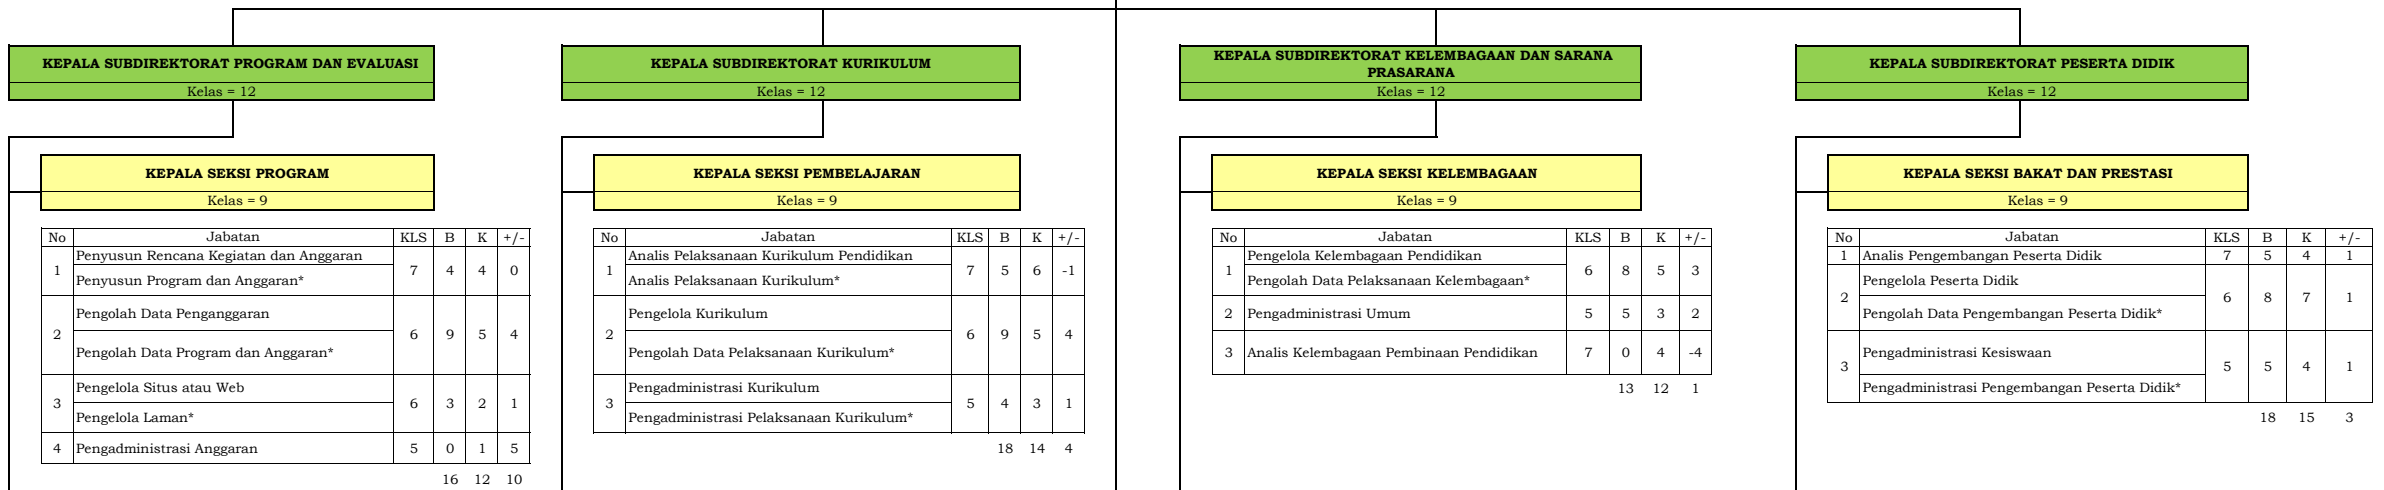 KEPALA SUBDIREKTORAT PROGRAM DAN EVALUASI
Kelas = 12
KEPALA SUBDIREKTORAT KURIKULUM
Kelas = 12
KEPALA SUBDIREKTORAT KELEMBAGAAN DAN SARANA
PRASARANA
Kelas = 12
KEPALA SUBDIREKTORAT PESERTA DIDIK
Kelas = 12
KEPALA SEKSI PROGRAM
Kelas = 9
No Jabatan KLS B K +/-
Penyusun Rencana Kegiatan dan Anggaran
1 7 4 4 0
Penyusun Program dan Anggaran*
Pengolah Data Penganggaran
2 6 9 5 4
Pengolah Data Program dan Anggaran*
Pengelola Situs atau Web
3 6 3 2 1
Pengelola Laman*
4 Pengadministrasi Anggaran 5 0 1 5
16 12 10
KEPALA SEKSI PEMBELAJARAN
Kelas = 9
No Jabatan KLS B K +/-
Analis Pelaksanaan Kurikulum Pendidikan
1 7 5 6 -1
Analis Pelaksanaan Kurikulum*
Pengelola Kurikulum
2 6 9 5 4
Pengolah Data Pelaksanaan Kurikulum*
Pengadministrasi Kurikulum
3 5 4 3 1
Pengadministrasi Pelaksanaan Kurikulum*
18 14 4
KEPALA SEKSI KELEMBAGAAN
Kelas = 9
No Jabatan KLS B K +/-
Pengelola Kelembagaan Pendidikan
1 6 8 5 3
Pengolah Data Pelaksanaan Kelembagaan*
2 Pengadministrasi Umum 5 5 3 2
3 Analis Kelembagaan Pembinaan Pendidikan 7 0 4 -4
13 12 1
KEPALA SEKSI BAKAT DAN PRESTASI
Kelas = 9
No Jabatan KLS B K +/-
1 Analis Pengembangan Peserta Didik 7 5 4 1
Pengelola Peserta Didik
2 6 8 7 1
Pengolah Data Pengembangan Peserta Didik*
Pengadministrasi Kesiswaan
3 5 5 4 1
Pengadministrasi Pengembangan Peserta Didik*
18 15 3